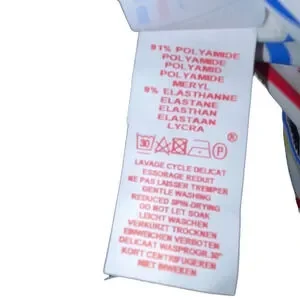 91% POLYAMIDE
POLYAMIDE
POLYAMID
POLYAMIDE
MERYL
9% ELASTHANNE
ELASTANE
ELASTHAN
ELASTAAN
LYCRA ®
30 P
LAVAGE CYCLE DELICAT
ESSORAGE REDUIT
NE PAS LAISSER TREMPER
GENTLE WASHING
REDUCED SPIN-DRYING
DO NOT LET SOAK
LEICHT WASCHEN
VERKURZT TROCKNEN
EINWEICHEN VERBOTEN
DELICAAT WASPROGR.30°
KORT CENTRIFUGEREN
NIET INWEKEN